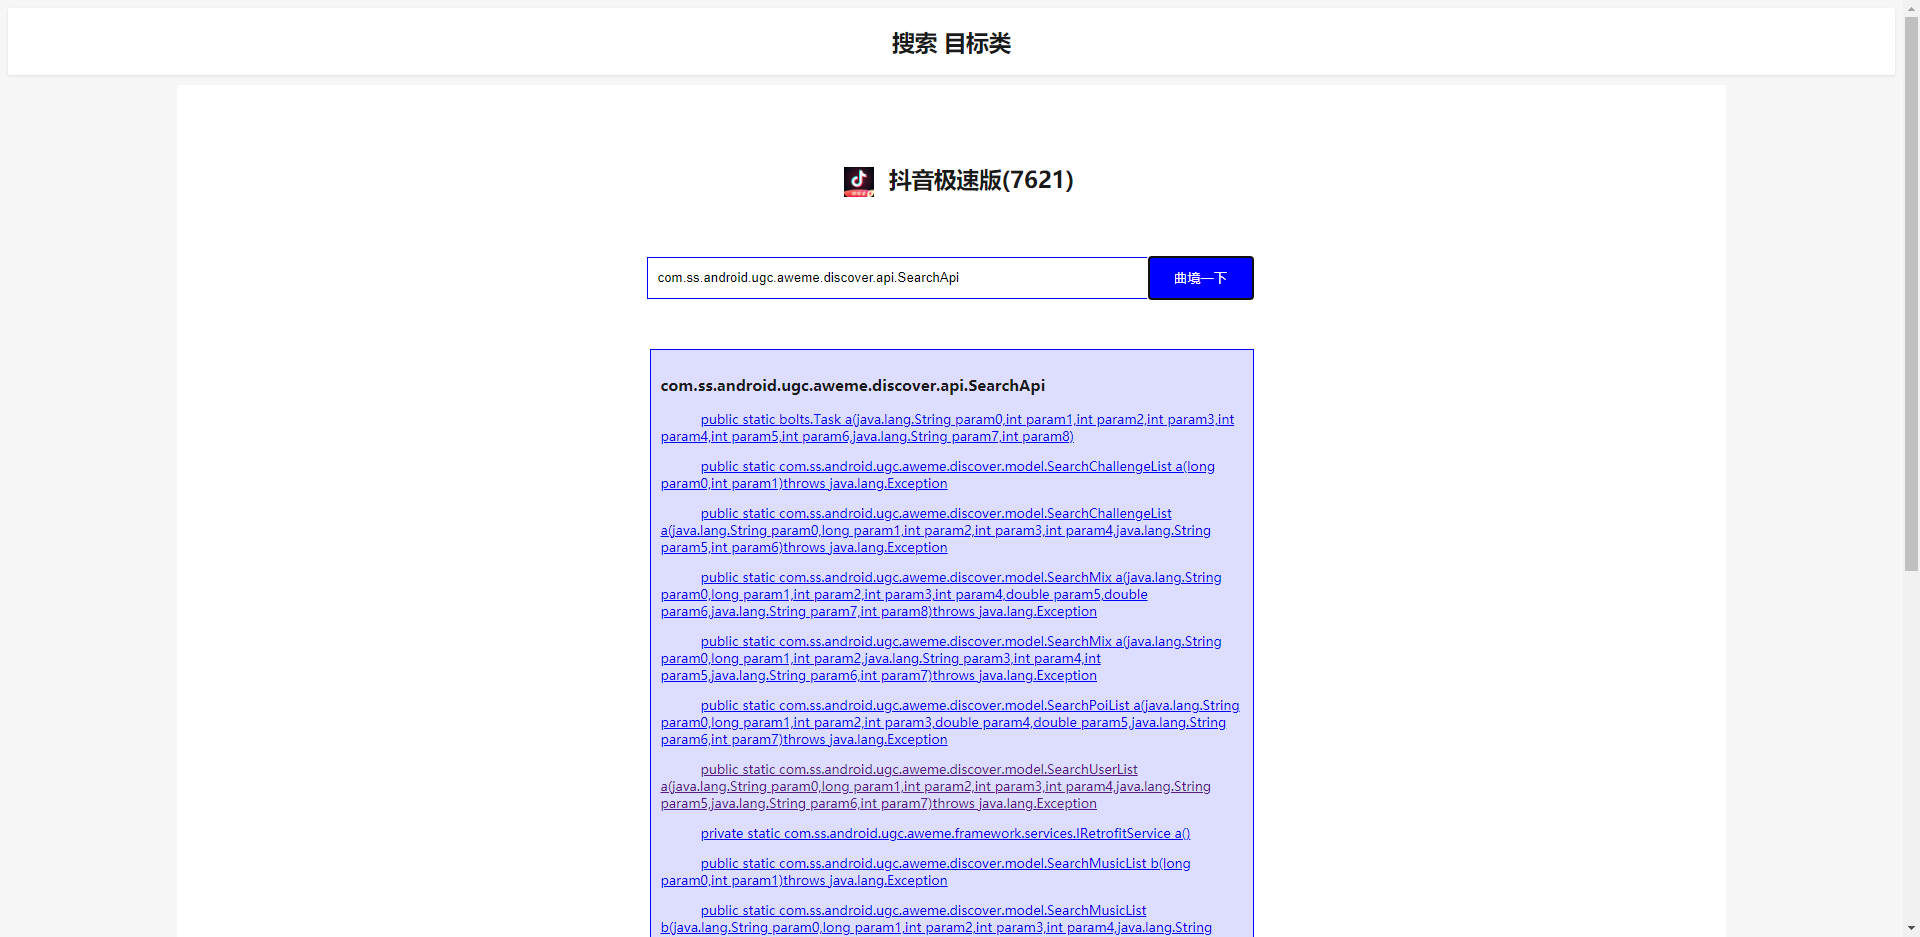 搜索 目标类
抖音极速版(7621)
com.ss.android.ugc.aweme.discover.api.SearchApi
曲境一下
com.ss.android.ugc.aweme.discover.api.SearchApi
public static bolts.Task a(java.lang.String param0,int param1,int param2,int param3,int
param4,int param5,int param6,java.lang.String param7,int param8)
public static com.ss.android.ugc.aweme.discover.model.SearchChallengeList a(long
param0,int param1)throws java.lang.Exception
public static com.ss.android.ugc.aweme.discover.model.SearchChallengeList
a(java.lang.String param0,long param1,int param2,int param3,int param4,java.lang.String
param5,int param6)throws java.lang.Exception
public static com.ss.android.ugc.aweme.discover.model.SearchMix a(java.lang.String
param0,long param1,int param2,int param3,int param4,double param5,double
param6,java.lang.String param7,int param8)throws java.lang.Exception
public static com.ss.android.ugc.aweme.discover.model.SearchMix a(java.lang.String
param0,long param1,int param2,java.lang.String param3,int param4,int
param5,java.lang.String param6,int param7)throws java.lang.Exception
public static com.ss.android.ugc.aweme.discover.model.SearchPoiList a(java.lang.String
param0,long param1,int param2,int param3,double param4,double param5,java.lang.String
param6,int param7)throws java.lang.Exception
public static com.ss.android.ugc.aweme.discover.model.SearchUserList
a(java.lang.String param0,long param1,int param2,int param3,int param4,java.lang.String
param5,java.lang.String param6,int param7)throws java.lang.Exception
private static com.ss.android.ugc.aweme.framework.services.IRetrofitService a()
public static com.ss.android.ugc.aweme.discover.model.SearchMusicList b(long
param0,int param1)throws java.lang.Exception
public static com.ss.android.ugc.aweme.discover.model.SearchMusicList
b(java.lang.String param0,long param1,int param2,int param3,int param4,java.lang.String